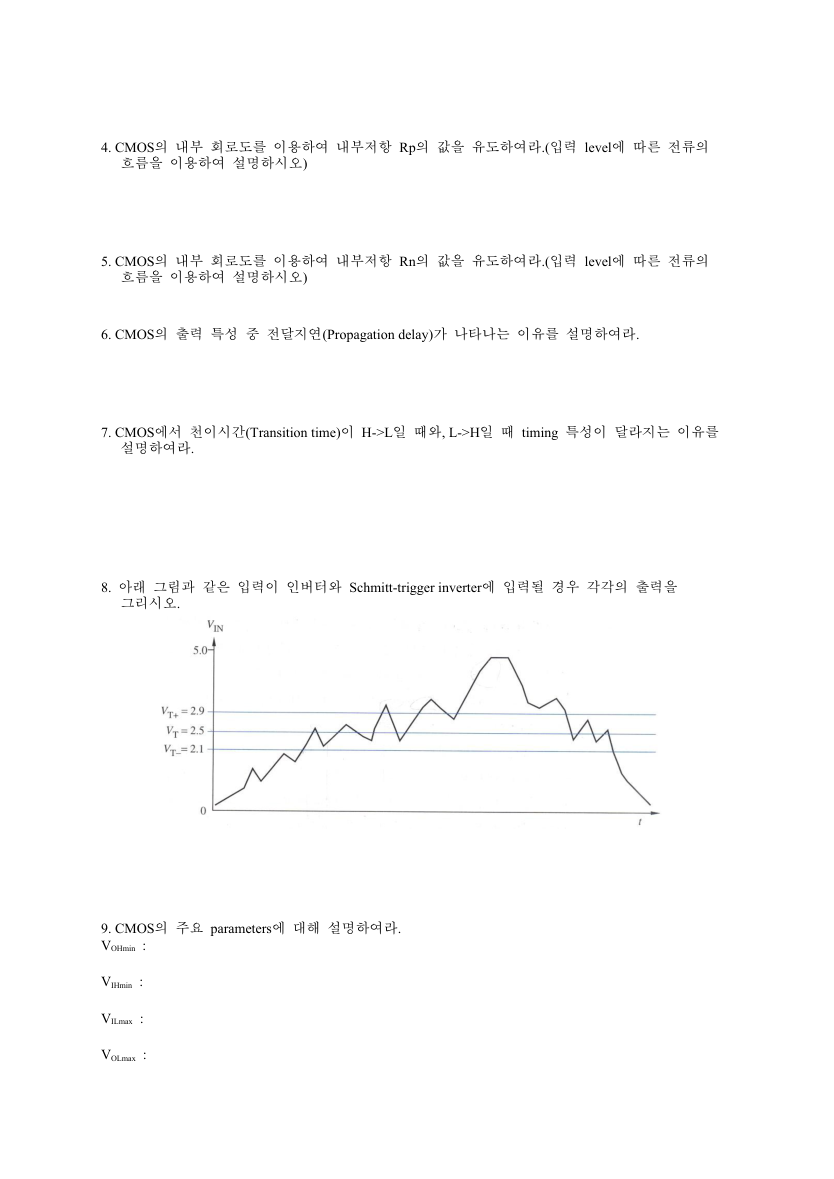 4. CMOS의 내부 회로도를 이용하여 내부저항 Rp의 값을 유도하여라.(입력 level에 따른 전류의
흐름을 이용하여 설명하시오)
5. CMOS의 내부 회로도를 이용하여 내부저항 Rn의 값을 유도하여라.(입력 level에 따른 전류의
흐름을 이용하여 설명하시오)
6. CMOS의 출력 특성 중 전달지연(Propagation delay)가 나타나는 이유를 설명하여라.
7. CMOS에서 천이시간(Transition time)이 H->L일 때와, L->H일 때 timing 특성이 달라지는 이유를
설명하여라.
8. 아래 그림과 같은 입력이 인버터와 Schmitt-trigger inverter에 입력될 경우 각각의 출력을
그리시오.
VIN
5.0
VT+ = 2.9
VT = 2.5
VT- = 2.1
0
t
9. CMOS의 주요 parameters에 대해 설명하여라.
VOHmin :
VIHmin :
VILmax :
VOLmax :